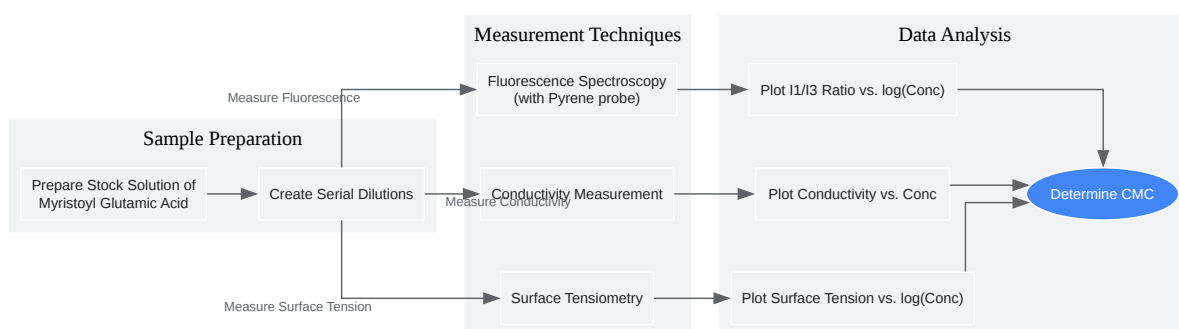 Measurement Techniques
Data Analysis
Fluorescence Spectroscopy
(with Pyrene probe)
Plot I1/I3 Ratio vs. log(Conc)
Measure Fluorescence
Sample Preparation
Prepare Stock Solution of
Myristoyl Glutamic Acid
Create Serial Dilutions
Conductivity Measurement
Measure Conductivity
Plot Conductivity vs. Conc
Determine CMC
Surface Tensiometry
Plot Surface Tension vs. log(Conc)
Measure Surface Tension